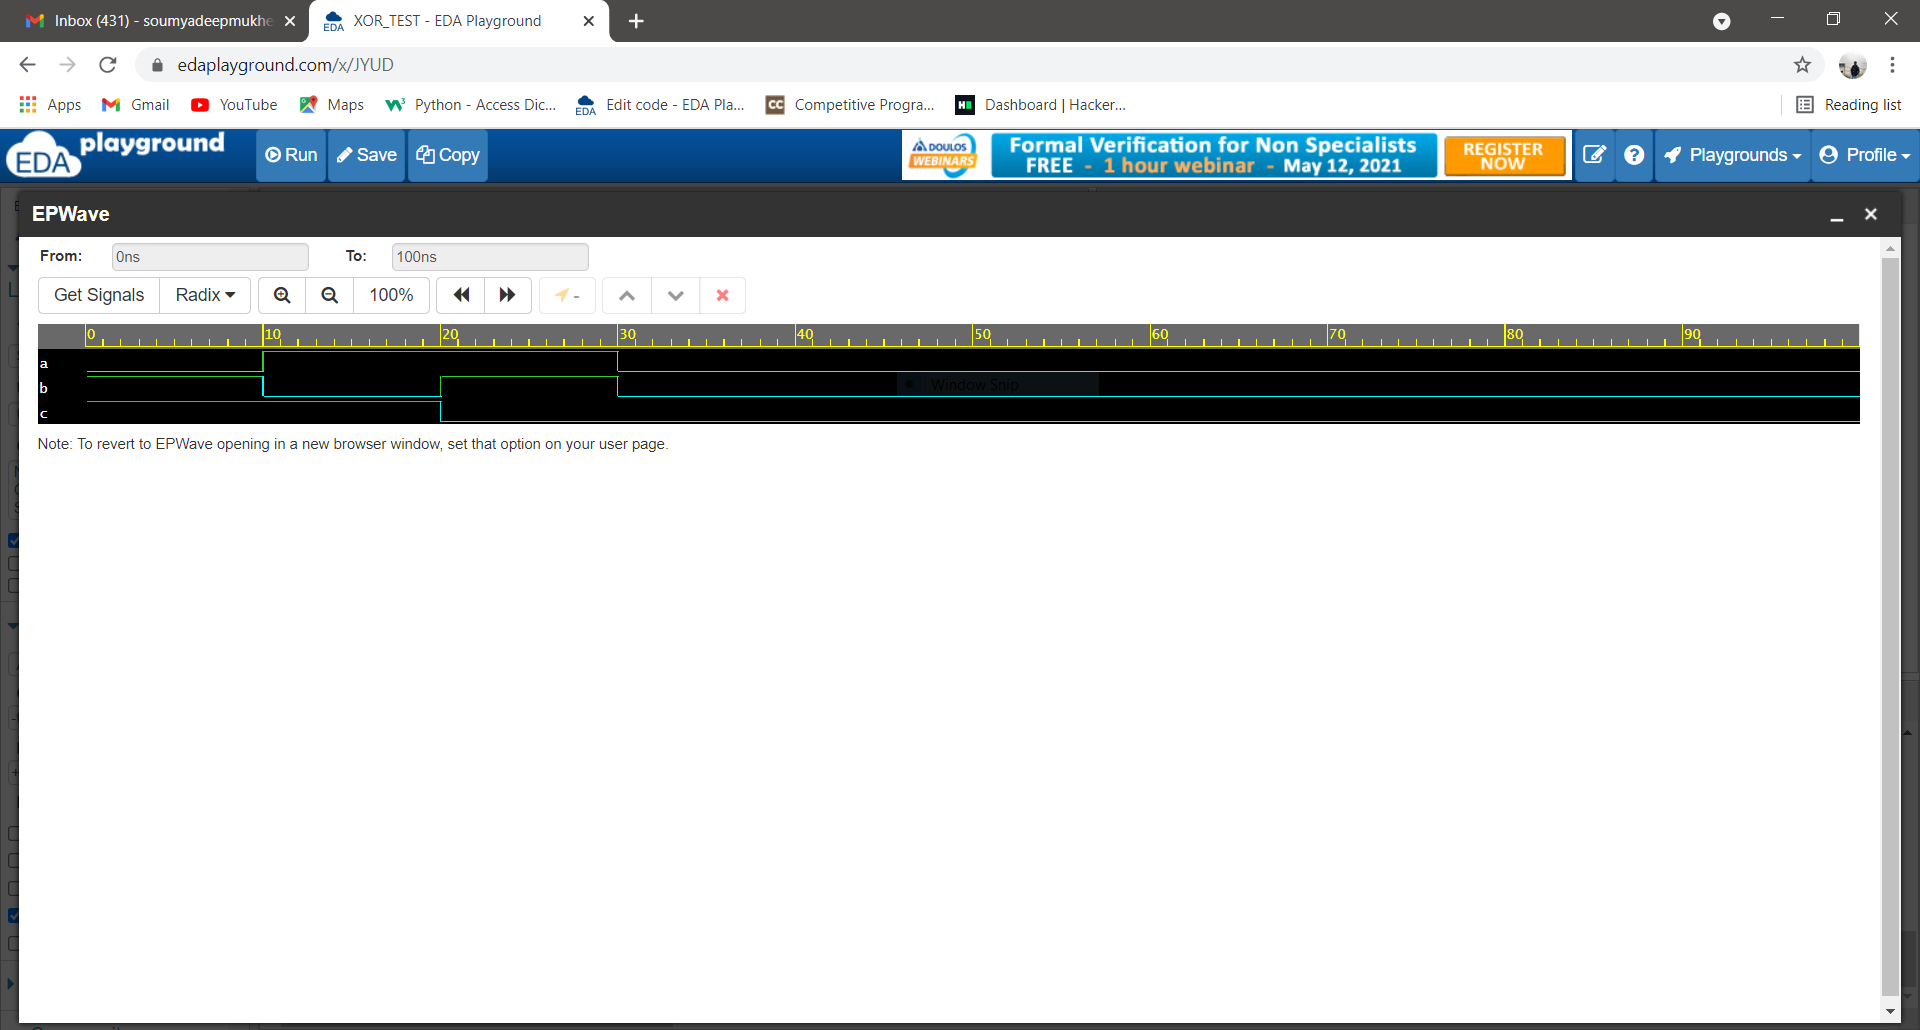 Inbox (431) - soumyadeepmukhe
XOR_TEST - EDA Playground
edaplayground.com/x/JYUD
Apps
Gmail
YouTube
Maps
Python - Access Dic...
EDA
Edit code - EDA Pla...
CC
Competitive Progra...
Dashboard | Hacker...
Reading list
EDA playground
Run
Save
Copy
DOULOS
WEBINARS
Formal Verification for Non Specialists
FREE - 1 hour webinar - May 12, 2021
REGISTER
NOW
Playgrounds
Profile
EPWave
From: 0ns To: 100ns
Get Signals Radix 100% -
0 10 20 30 40 50 60 70 80 90
a
b
Window Snip
c
Note: To revert to EPWave opening in a new browser window, set that option on your user page.